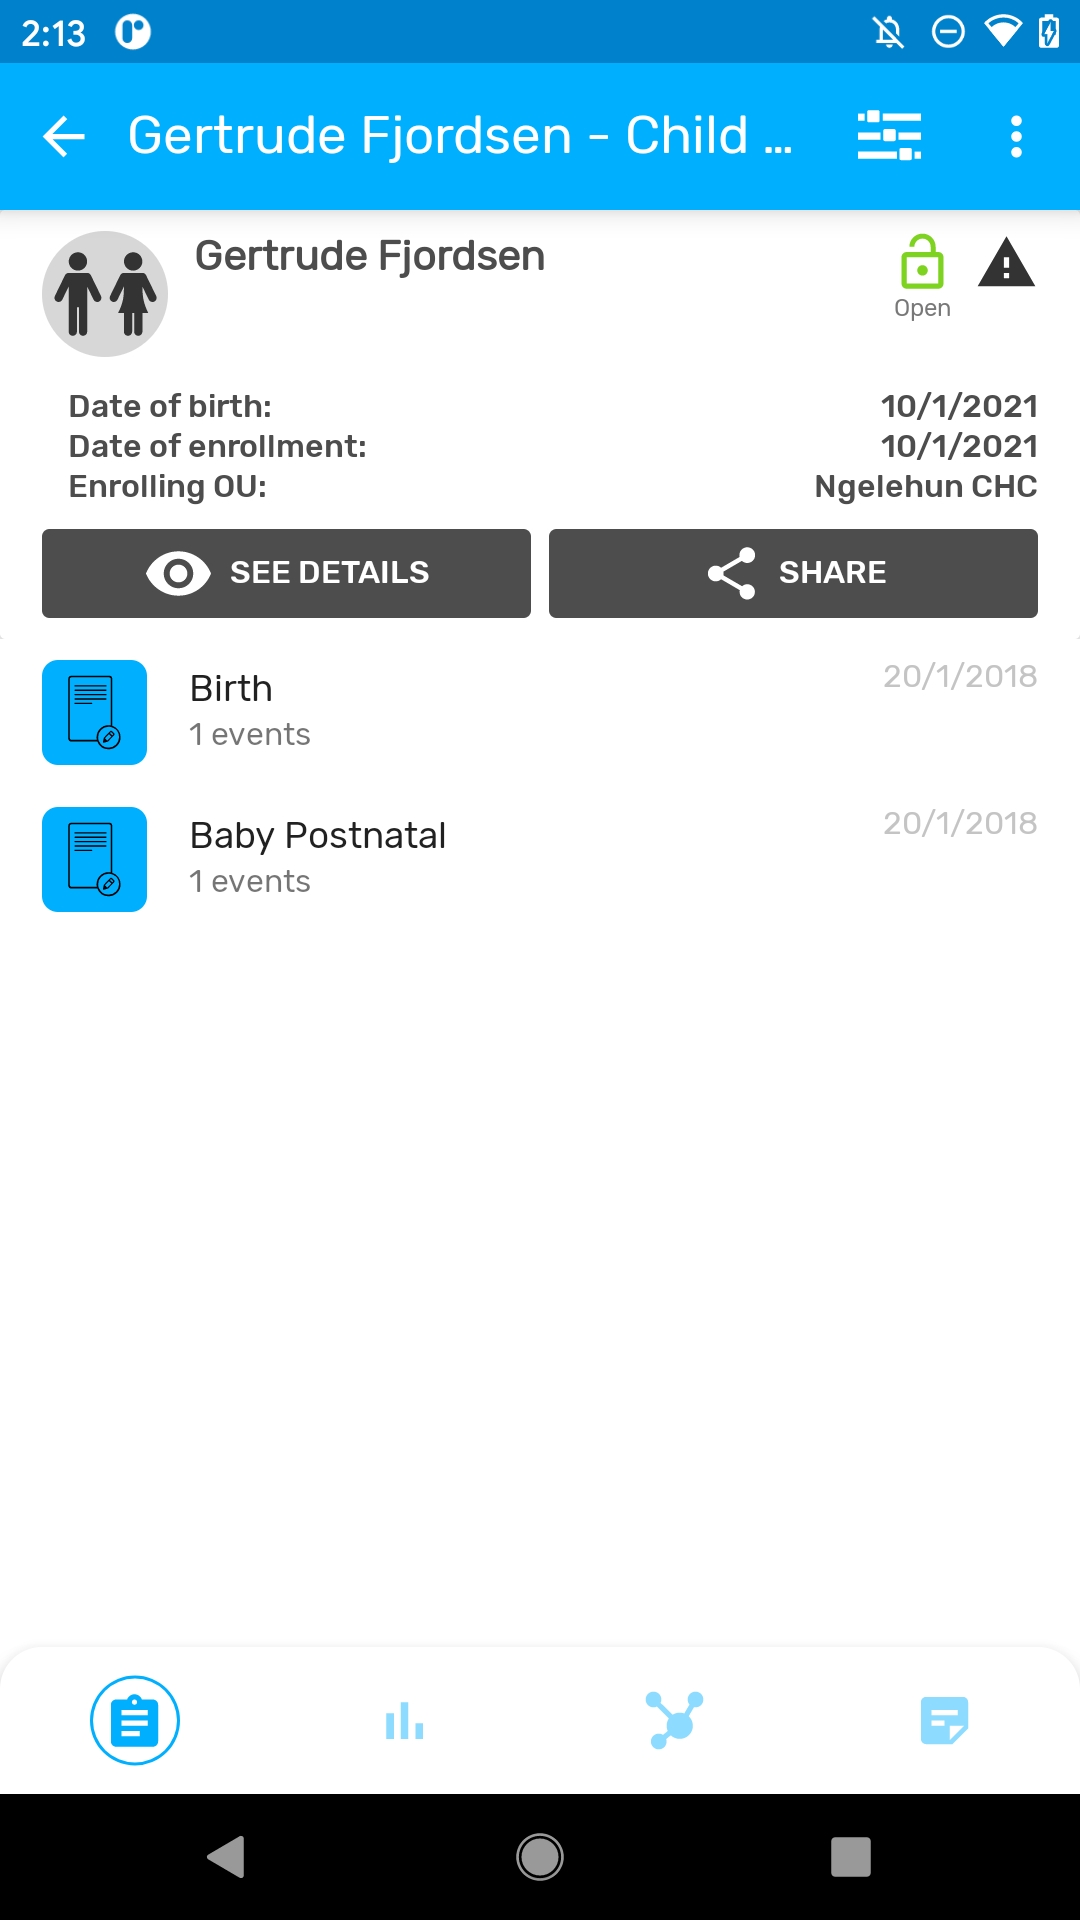 2:13
Gertrude Fjordsen - Child ...
Gertrude Fjordsen
Open
Date of birth: 10/1/2021
Date of enrollment: 10/1/2021
Enrolling OU: Ngelehun CHC
SEE DETAILS SHARE
Birth 20/1/2018
1 events
Baby Postnatal 20/1/2018
1 events